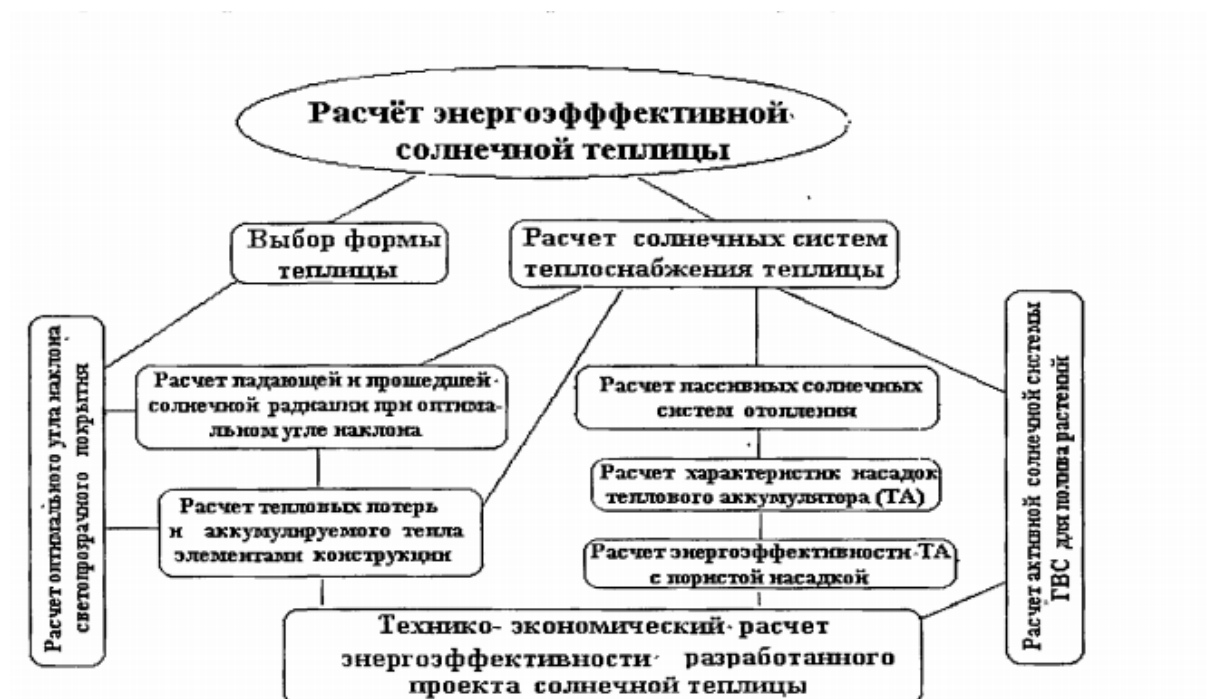 Расчёт энергоэфффективной
солнечной теплицы
Выбор формы
теплицы
Расчет солнечных систем
теплоснабжения теплицы
Расчет оптимального угла наклона
светопрозрачного покрытия
Расчет падающей и прошедшей
солнечной радиации при оптима-
льном угле наклона
Расчет пассивных солнечных
систем отопления
Расчет активной солнечной системы
ГВС для полива растений
Расчет характеристик насадок
теплового аккумулятора (ТА)
Расчет тепловых потерь
и аккумулируемого тепла
элементами конструкции
Расчет энергоэффективности ТА
с пористой насадкой
Технико- экономический расчет
энергоэффективности разработанного
проекта солнечной теплицы